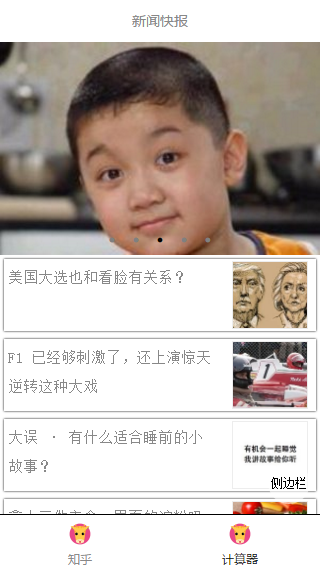 新闻快报
美国大选也和看脸有关系？
F1 已经够刺激了，还上演惊天
逆转这种大戏
大误 · 有什么适合睡前的小
故事？
有机会一起睡觉
我讲故事给你听
侧边栏
知乎
计算器